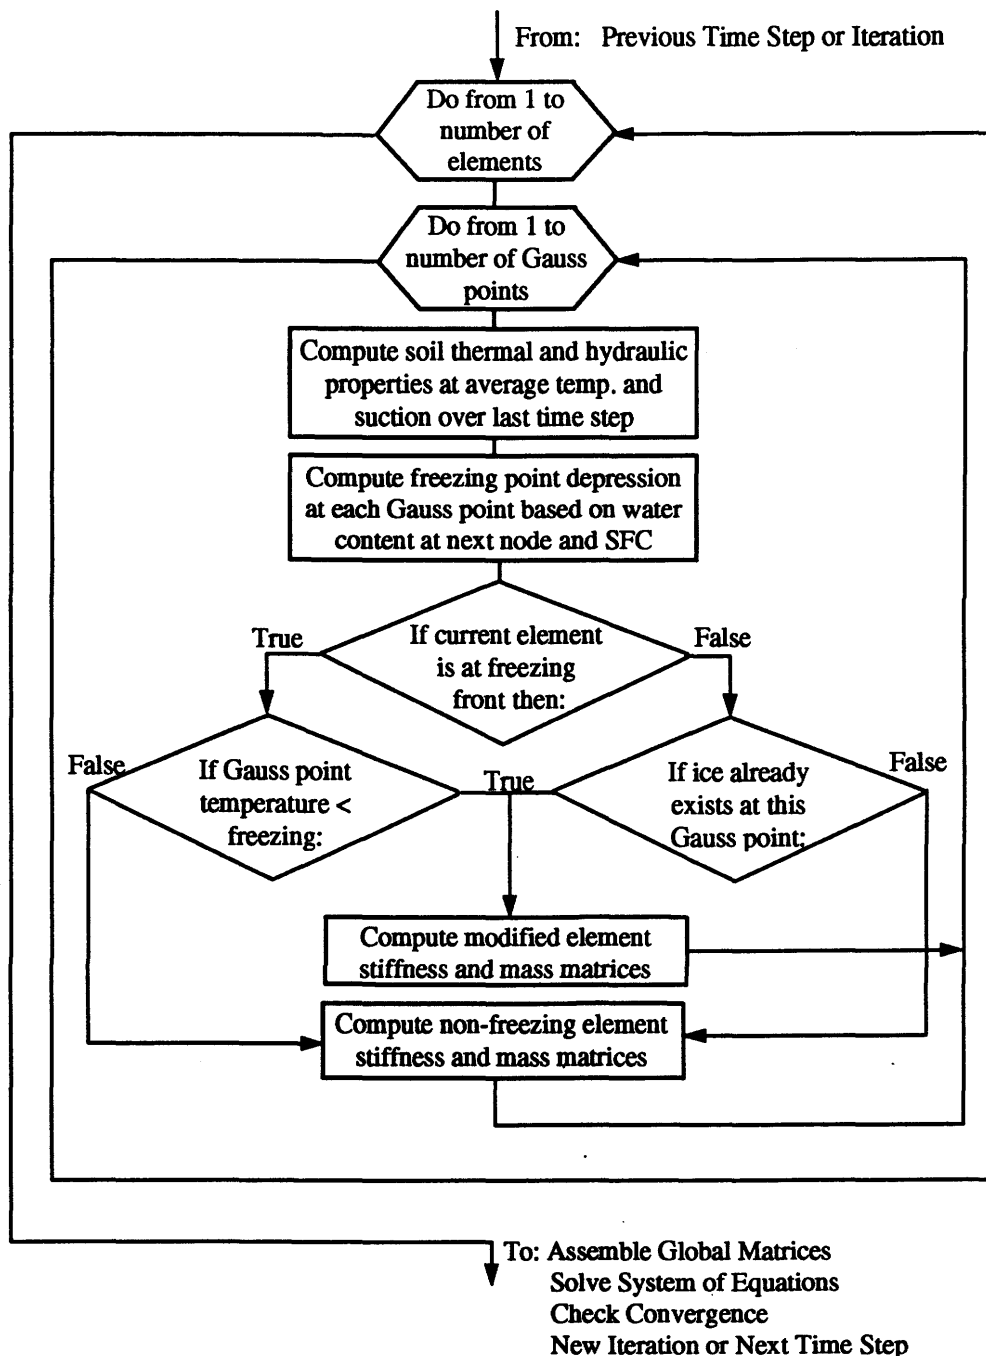 From: Previous Time Step or Iteration
Do from 1 to
number of
elements
Do from 1 to
number of Gauss
points
Compute soil thermal and hydraulic
properties at average temp. and
suction over last time step
Compute freezing point depression
at each Gauss point based on water
content at next node and SFC
True
If current element
is at freezing
front then:
False
False
If Gauss point
temperature <
freezing:
True
If ice already
exists at this
Gauss point:
False
Compute modified element
stiffness and mass matrices
Compute non-freezing element
stiffness and mass matrices
To: Assemble Global Matrices
Solve System of Equations
Check Convergence
New Iteration or Next Time Step